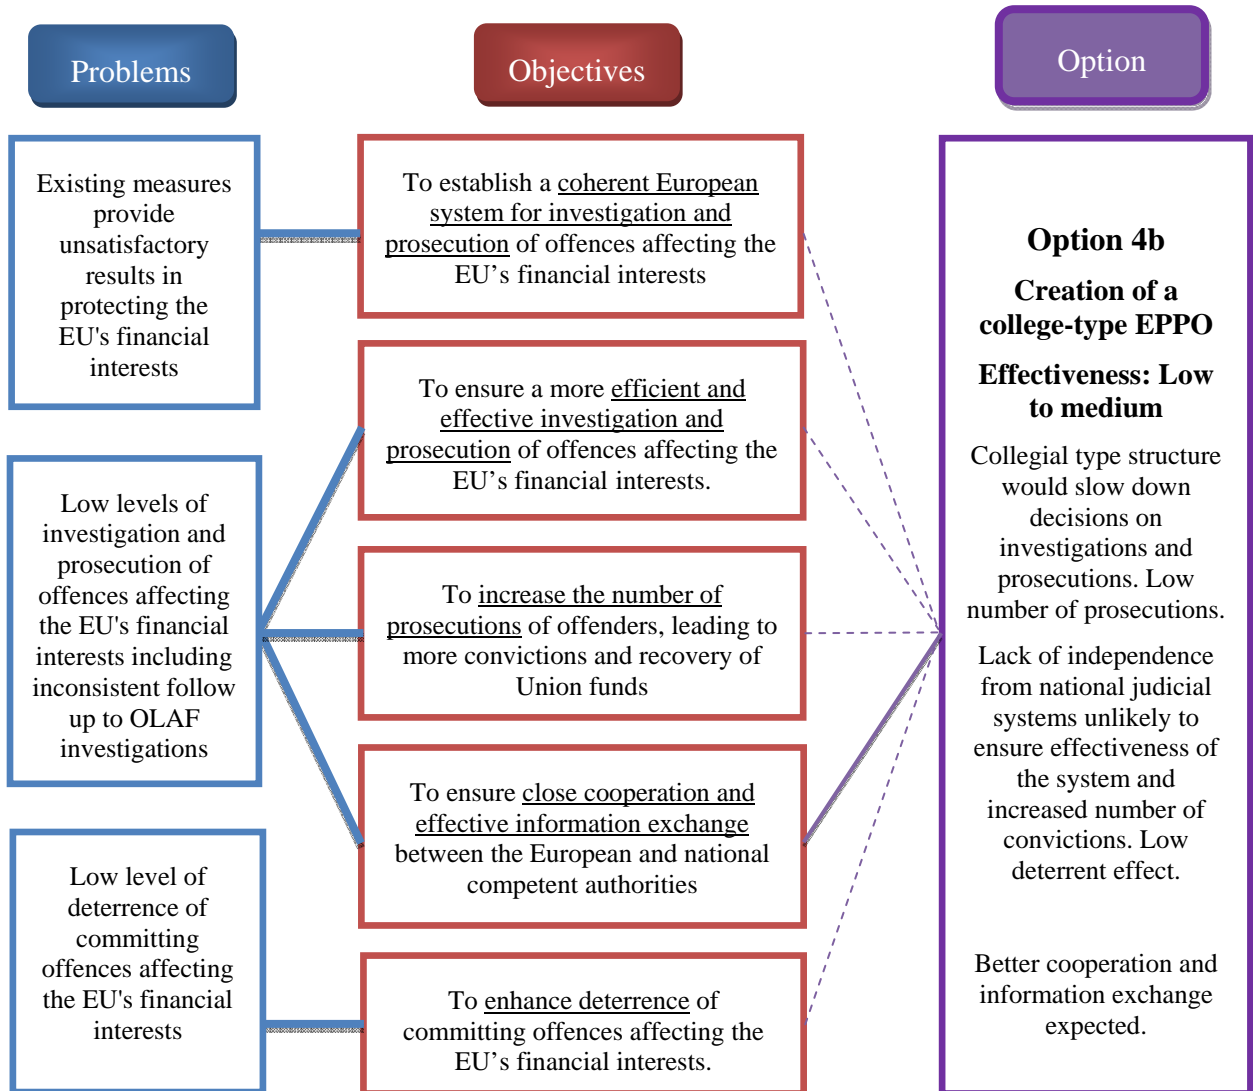 Problems
Objectives
Option
Existing measures
provide
unsatisfactory
results in
protecting the
EU's financial
interests
Low levels of
investigation and
prosecution of
offences affecting
the EU's financial
interests including
inconsistent follow
up to OLAF
investigations
Low level of
deterrence of
committing
offences affecting
the EU's financial
interests
To establish a coherent European
system for investigation and
prosecution of offences affecting the
EU’s financial interests
To ensure a more efficient and
effective investigation and
prosecution of offences affecting the
EU’s financial interests.
To increase the number of
prosecutions of offenders, leading to
more convictions and recovery of
Union funds
To ensure close cooperation and
effective information exchange
between the European and national
competent authorities
To enhance deterrence of
committing offences affecting the
EU’s financial interests.
Option 4b
Creation of a
college-type EPPO
Effectiveness: Low
to medium
Collegial type structure
would slow down
decisions on
investigations and
prosecutions. Low
number of prosecutions.
Lack of independence
from national judicial
systems unlikely to
ensure effectiveness of
the system and
increased number of
convictions. Low
deterrent effect.
Better cooperation and
information exchange
expected.